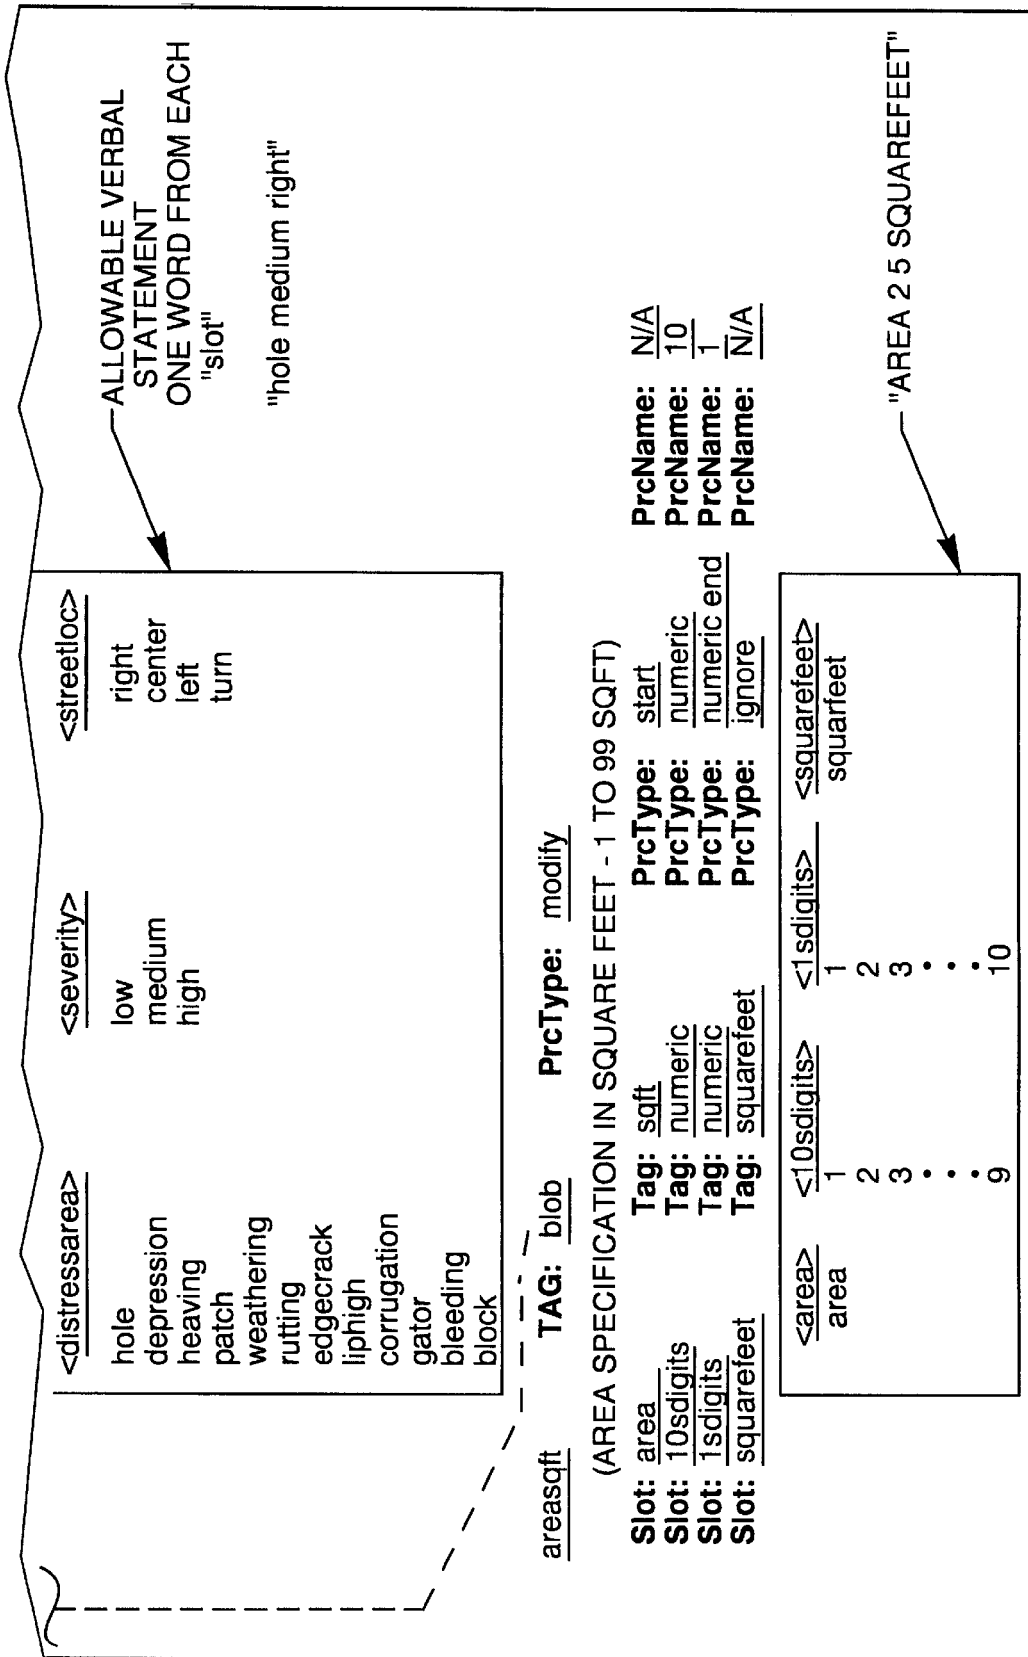 <distressarea> <severity> <streetloc>
hole low right
depression medium center
heaving high left
patch turn
weathering
rutting
edgecrack
liphigh
corrugation
gator
bleeding
block
ALLOWABLE VERBAL
STATEMENT
ONE WORD FROM EACH
"slot"
"hole medium right"
areasqft TAG: blob PrcType: modify
(AREA SPECIFICATION IN SQUARE FEET - 1 TO 99 SQFT)
Slot: area Tag: sqft PrcType: start PrcName: N/A
Slot: 10sdigits Tag: numeric PrcType: numeric PrcName: 10
Slot: 1sdigits Tag: numeric PrcType: numeric end PrcName: 1
Slot: squarefeet Tag: squarefeet PrcType: ignore PrcName: N/A
<area> <10sdigits> <1sdigits> <squarefeet>
area 1 1 squarfeet
2 2
3 3
• •
• •
• •
9 10
"AREA 2 5 SQUAREFEET"